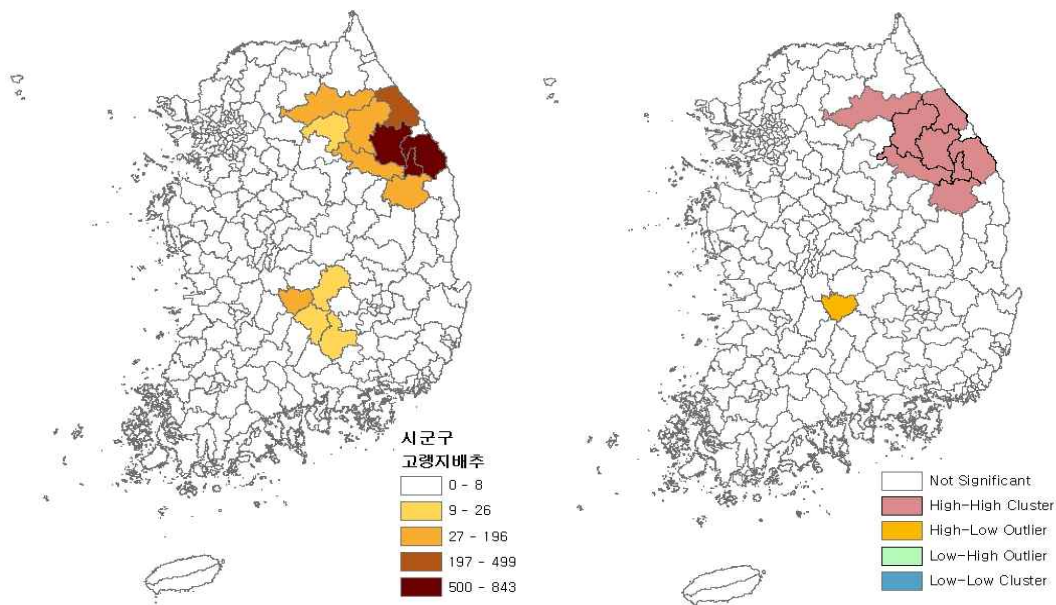 시군구
고랭지배추
0 - 8
9 - 26
27 - 196
197 - 499
500 - 843
Not Significant
High-High Cluster
High-Low Outlier
Low-High Outlier
Low-Low Cluster